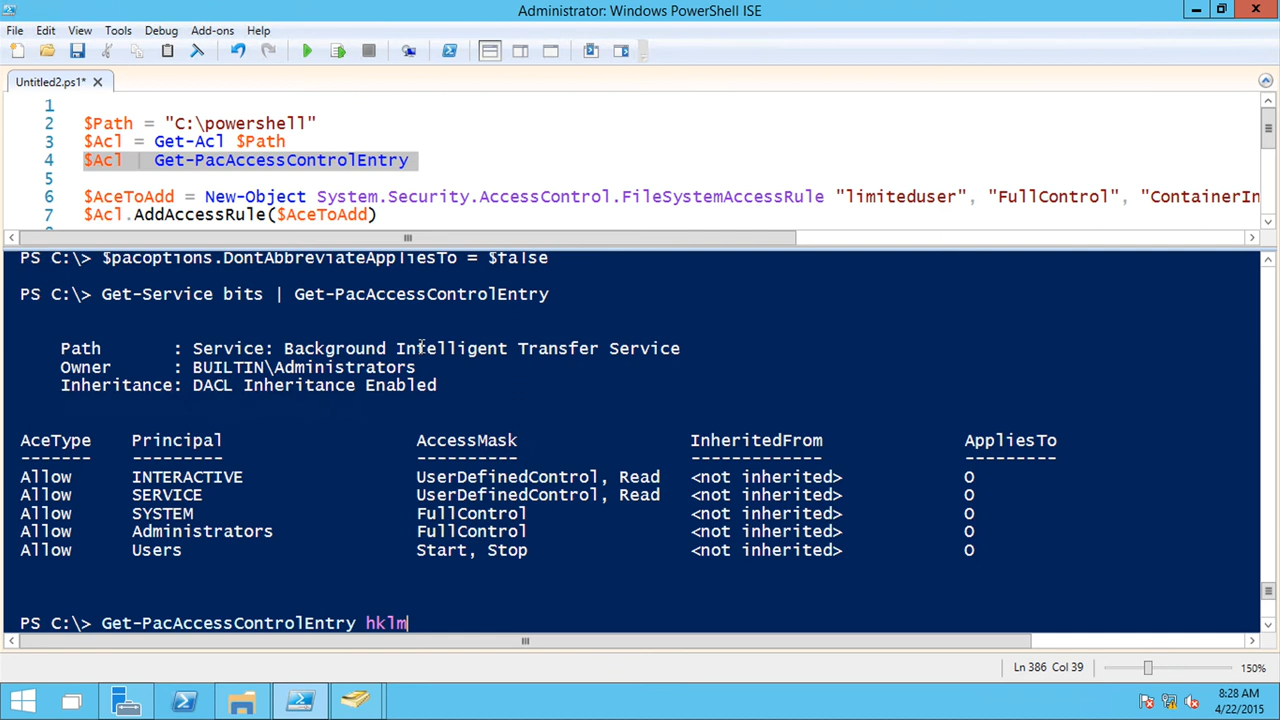 Administrator: Windows PowerShell ISE
File Edit View Tools Debug Add-ons Help
Untitled2.ps1*
1
2 $Path = "C:\powershell"
3 $Acl = Get-Acl $Path
4 $Acl | Get-PacAccessControlEntry
5
6 $AceToAdd = New-Object System.Security.AccessControl.FileSystemAccessRule "limiteduser", "FullControl", "ContainerIn
7 $Acl.AddAccessRule($AceToAdd)
PS C:\> $pacoptions.DontAbbreviateAppliesTo = $false
PS C:\> Get-Service bits | Get-PacAccessControlEntry
Path : Service: Background Intelligent Transfer Service
Owner : BUILTIN\Administrators
Inheritance: DACL Inheritance Enabled
AceType Principal AccessMask InheritedFrom AppliesTo
------- --------- ---------- ------------- ---------
Allow INTERACTIVE UserDefinedControl, Read <not inherited> O
Allow SERVICE UserDefinedControl, Read <not inherited> O
Allow SYSTEM FullControl <not inherited> O
Allow Administrators FullControl <not inherited> O
Allow Users Start, Stop <not inherited> O
PS C:\> Get-PacAccessControlEntry hklm
Ln 386 Col 39 150%
8:28 AM
4/22/2015